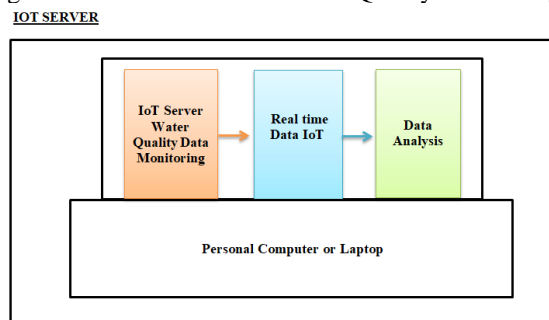 IOT SERVER
IoT Server
Water
Quality Data
Monitoring
Real time
Data IoT
Data
Analysis
Personal Computer or Laptop